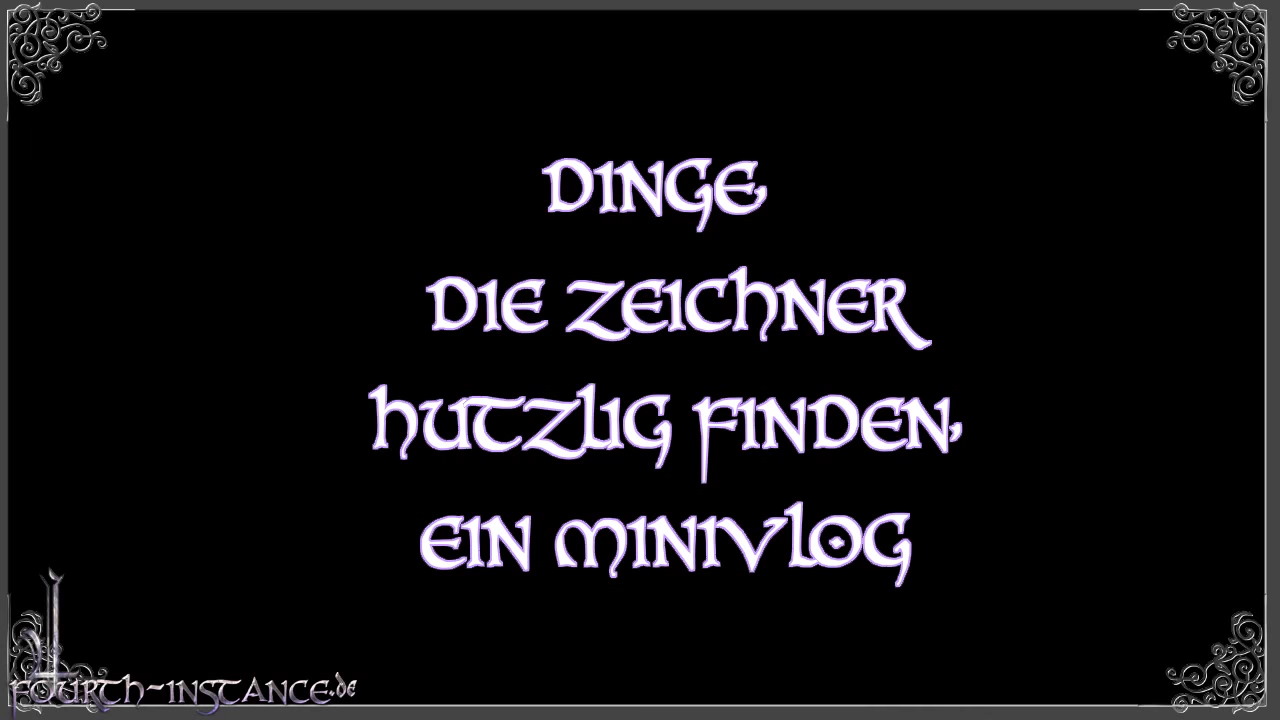 DINGE,
DIE ZEICHNER
HUTZLIG FINDEN,
EIN MINIVLOG
FOURTH-INSTANCE.DE